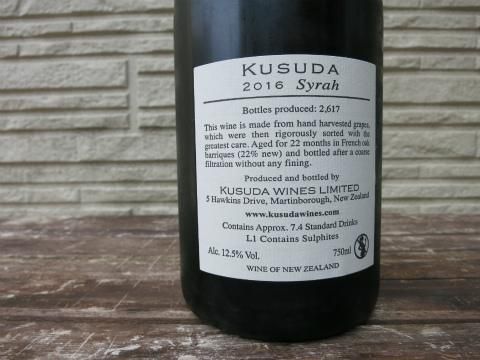 KUSUDA
2016 Syrah
Bottles produced: 2,617
This wine is made from hand harvested grapes,
which were then rigorously sorted with the
greatest care. Aged for 22 months in French oak
barriques (22% new) and bottled after a coarse
filtration without any fining.
Produced and bottled by
KUSUDA WINES LIMITED
5 Hawkins Drive, Martinborough, New Zealand
www.kusudawines.com
Contains Approx. 7.4 Standard Drinks
L1 Contains Sulphites
Alc. 12.5% Vol. 750ml
WINE OF NEW ZEALAND